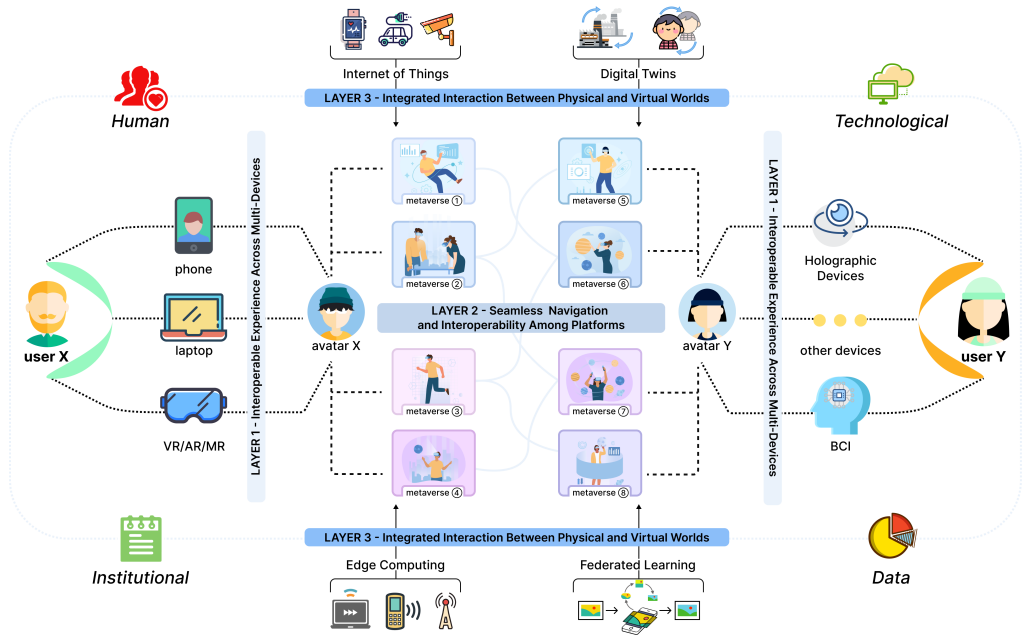 Internet of Things
Digital Twins
LAYER 3 - Integrated Interaction Between Physical and Virtual Worlds
Human
Technological
LAYER 1 - Interoperable Experience Across Multi-Devices
LAYER 1 - Interoperable Experience Across Multi-Devices
metaverse ①
metaverse ⑤
phone
Holographic
Devices
metaverse ②
metaverse ⑥
LAYER 2 - Seamless Navigation
and Interoperability Among Platforms
user X
laptop
avatar X
avatar Y
other devices
user Y
metaverse ③
metaverse ⑦
VR/AR/MR
BCI
metaverse ④
metaverse ⑧
LAYER 3 - Integrated Interaction Between Physical and Virtual Worlds
Institutional
Edge Computing
Federated Learning
Data